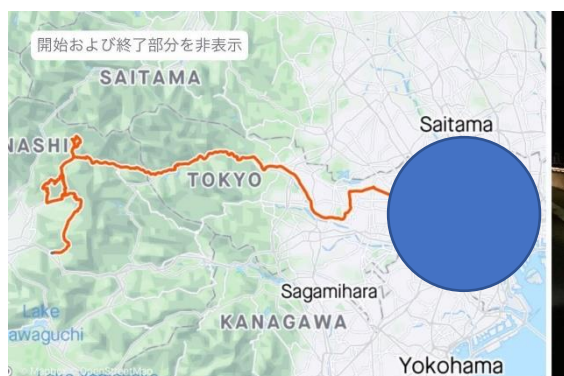 開始および終了部分を非表示
SAITAMA
Saitama
NASHI
TOKYO
Sagamihara
Lake
awaguchi
KANAGAWA
Yokohama
OpenStreetMap